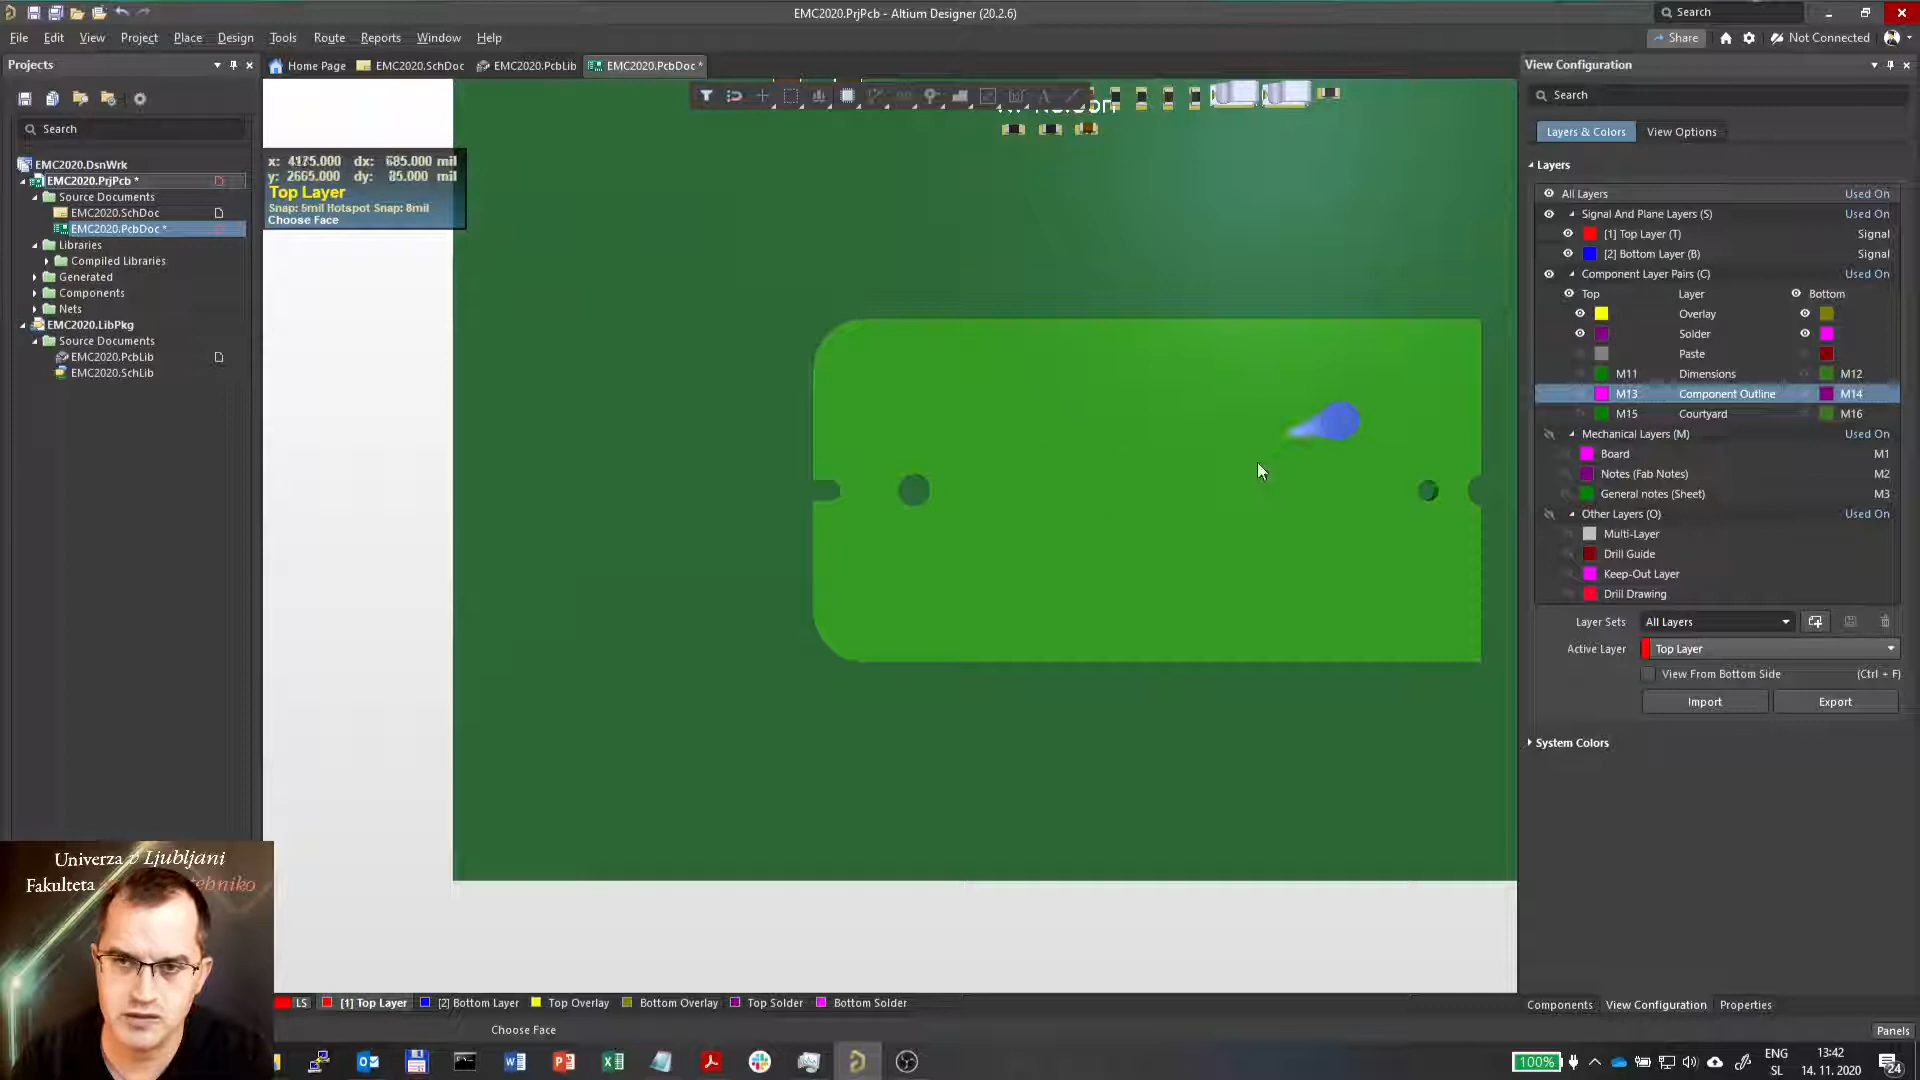 EMC2020.PrjPcb - Altium Designer (20.2.6)
Search
File Edit View Project Place Design Tools Route Reports Window Help
Share
Not Connected
Projects
Home Page
EMC2020.SchDoc
EMC2020.PcbLib
EMC2020.PcbDoc *
View Configuration
Search
Search
Layers & Colors
View Options
EMC2020.DsnWrk
EMC2020.PrjPcb *
Source Documents
EMC2020.SchDoc
EMC2020.PcbDoc *
Libraries
Compiled Libraries
Generated
Components
Nets
EMC2020.LibPkg
Source Documents
EMC2020.PcbLib
EMC2020.SchLib
x: 4175.000 dx: 685.000 mil
y: 2665.000 dy: 85.000 mil
Top Layer
Snap: 5mil Hotspot Snap: 8mil
Choose Face
Layers
All Layers Used On
Signal And Plane Layers (S) Used On
[1] Top Layer (T) Signal
[2] Bottom Layer (B) Signal
Component Layer Pairs (C) Used On
Top Layer Bottom
Overlay
Solder
Paste
M11 Dimensions M12
M13 Component Outline M14
M15 Courtyard M16
Mechanical Layers (M) Used On
Board M1
Notes (Fab Notes) M2
General notes (Sheet) M3
Other Layers (O) Used On
Multi-Layer
Drill Guide
Keep-Out Layer
Drill Drawing
Layer Sets All Layers
Active Layer Top Layer
View From Bottom Side (Ctrl + F)
Import Export
System Colors
Univerza v Ljubljani
Fakulteta
LS [1] Top Layer [2] Bottom Layer Top Overlay Bottom Overlay Top Solder Bottom Solder
Components View Configuration Properties
Choose Face
Panels
100%
ENG
SL
13:42
14. 11. 2020
24